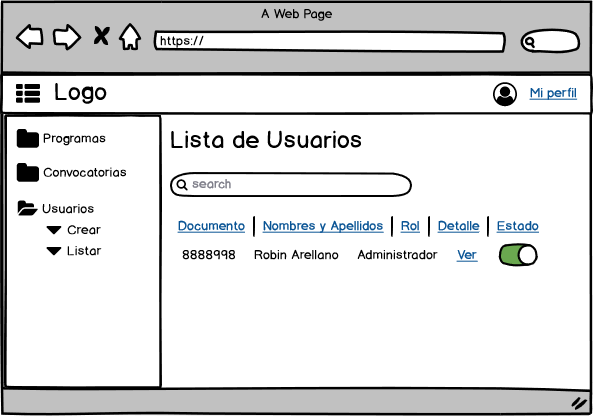 A Web Page
https://
Logo
Mi perfil
Programas
Convocatorias
Usuarios
Crear
Listar
Lista de Usuarios
search
Documento Nombres y Apellidos Rol Detalle Estado
8888998 Robin Arellano Administrador Ver